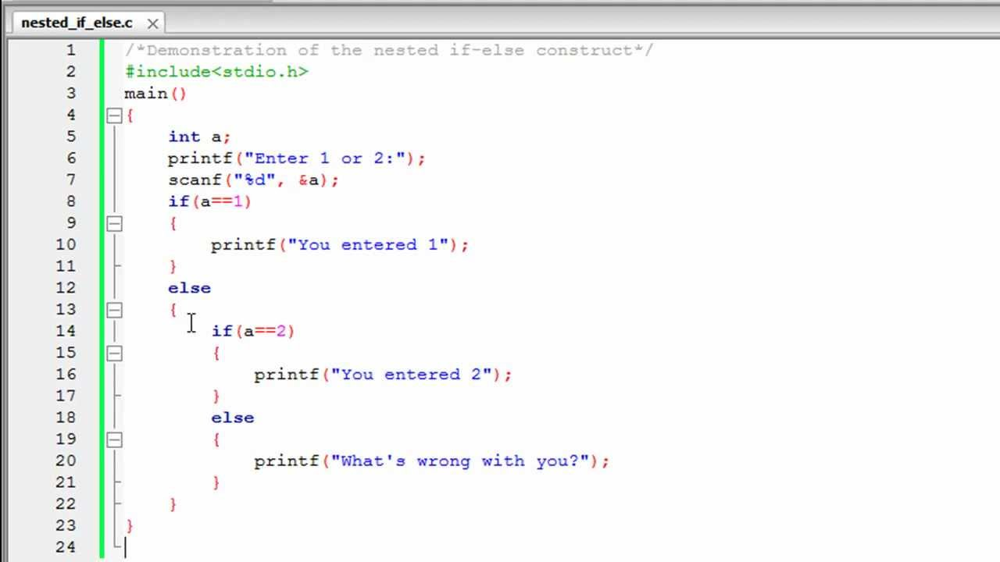 nested_if_else.c
1 /*Demonstration of the nested if-else construct*/
2 #include<stdio.h>
3 main()
4 {
5 int a;
6 printf("Enter 1 or 2:");
7 scanf("%d", &a);
8 if(a==1)
9 {
10 printf("You entered 1");
11 }
12 else
13 {
14 if(a==2)
15 {
16 printf("You entered 2");
17 }
18 else
19 {
20 printf("What's wrong with you?");
21 }
22 }
23 }
24